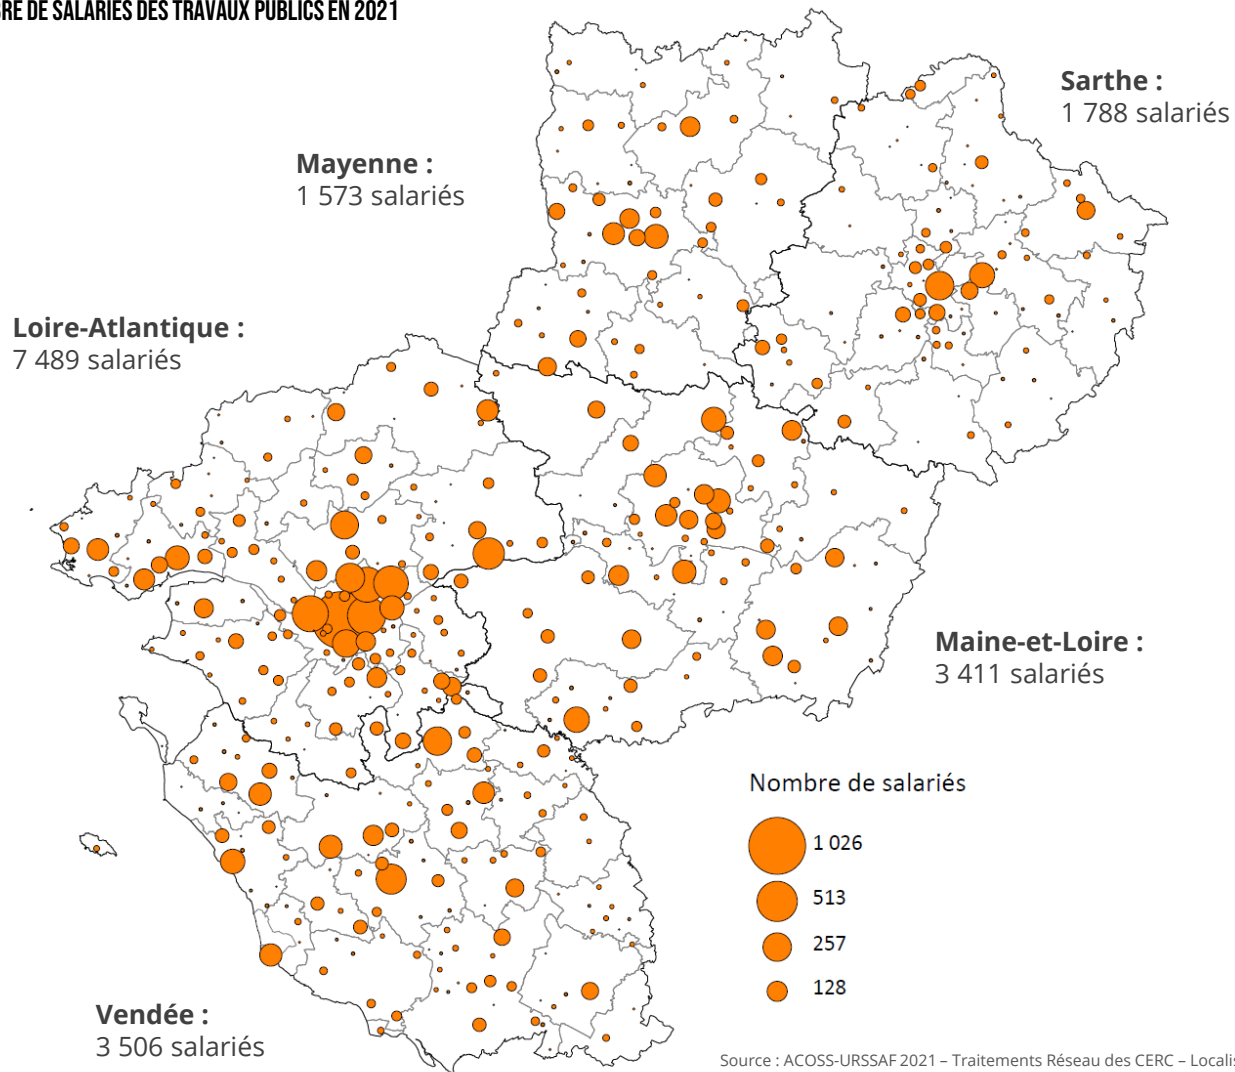 RE DE SALARIÉS DES TRAVAUX PUBLICS EN 2021
Sarthe :
1 788 salariés
Mayenne :
1 573 salariés
Loire-Atlantique :
7 489 salariés
Maine-et-Loire :
3 411 salariés
Nombre de salariés
1 026
513
257
128
Vendée :
3 506 salariés
Source : ACOSS-URSSAF 2021 – Traitements Réseau des CERC – Localis